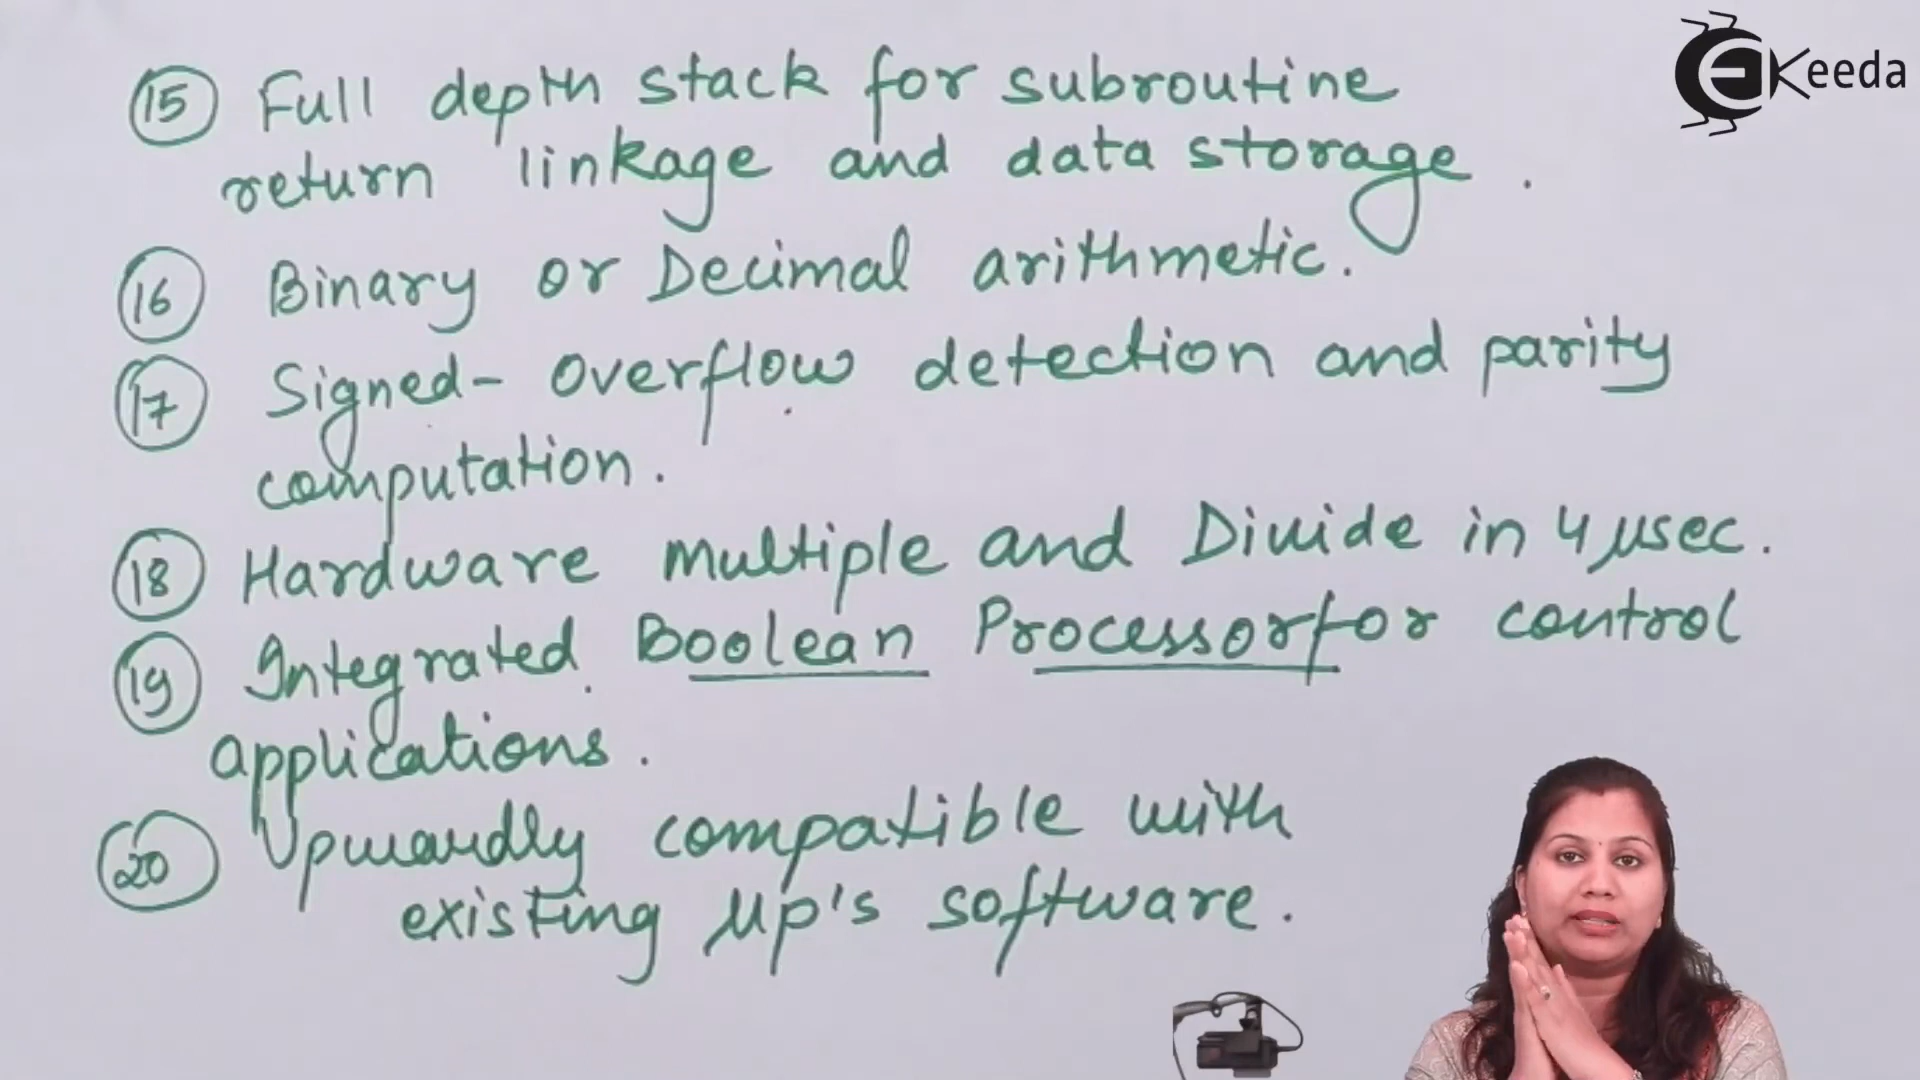 EKeeda
15 Full depth stack for subroutine
return linkage and data storage.
16 Binary or Decimal arithmetic.
17 Signed- Overflow detection and parity
computation.
18 Hardware multiple and Divide in 4 μsec.
19 Integrated Boolean Processor for control
applications.
20 Upwardly compatible with
existing μp's software.